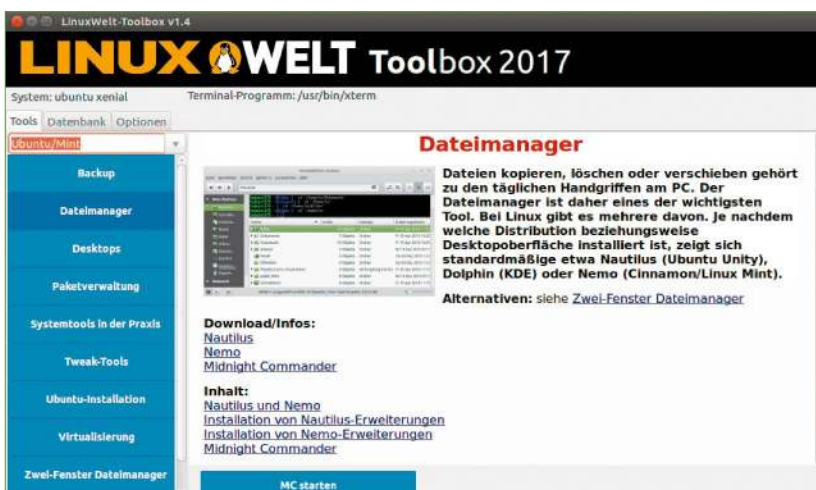 LinuxWelt-Toolbox v1.4
LINUX WELT Toolbox 2017
System: ubuntu xenial
Terminal-Programm: /usr/bin/xterm
Tools Datenbank Optionen
Ubuntu/Mint
Backup
Dateimanager
Desktops
Paketverwaltung
Systemtools in der Praxis
Tweak-Tools
Ubuntu-Installation
Virtualisierung
Zwei-Fenster Dateimanager
Dateimanager
Dateien kopieren, löschen oder verschieben gehört
zu den täglichen Handgriffen am PC. Der
Dateimanager ist daher eines der wichtigsten
Tool. Bei Linux gibt es mehrere davon. Je nachdem
welche Distribution beziehungsweise
Desktopoberfläche installiert ist, zeigt sich
standardmäßige etwa Nautilus (Ubuntu Unity),
Dolphin (KDE) oder Nemo (Cinnamon/Linux Mint).
Alternativen: siehe Zwei-Fenster Dateimanager
Download/Infos:
Nautilus
Nemo
Midnight Commander
Inhalt:
Nautilus und Nemo
Installation von Nautilus-Erweiterungen
Installation von Nemo-Erweiterungen
Midnight Commander
MC starten